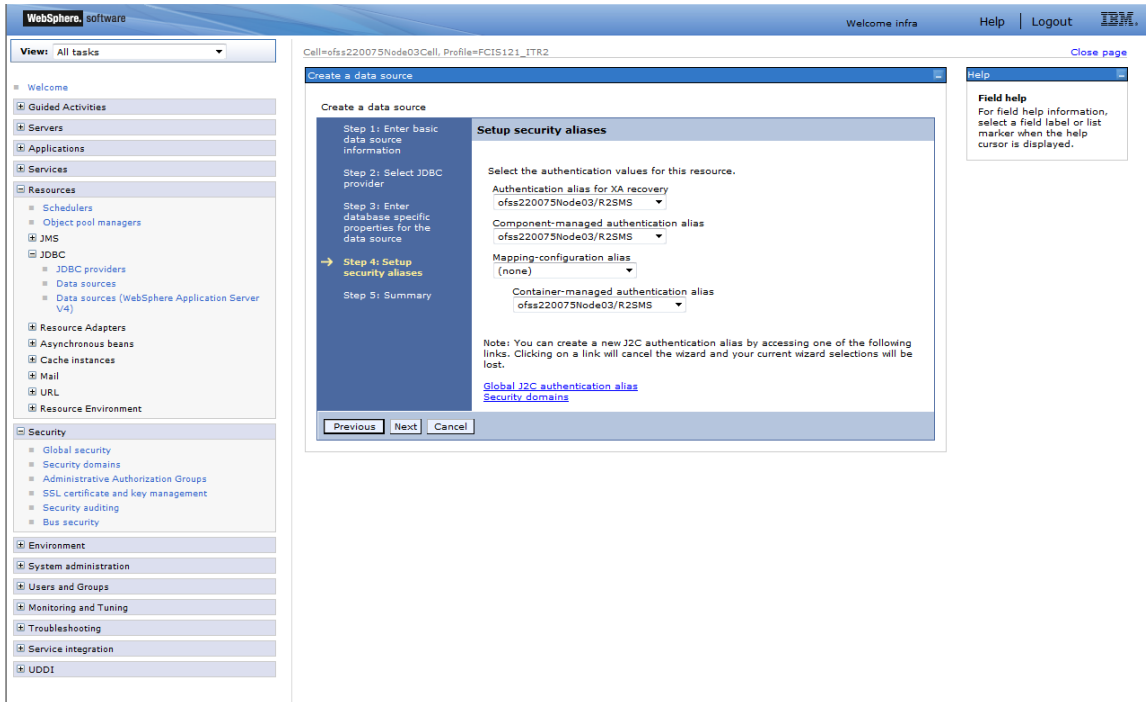 WebSphere. software
Welcome infra
Help
Logout
IBM.
View: All tasks
Welcome
Guided Activities
Servers
Applications
Services
Resources
Schedulers
Object pool managers
JMS
JDBC
JDBC providers
Data sources
Data sources (WebSphere Application Server
V4)
Resource Adapters
Asynchronous beans
Cache instances
Mail
URL
Resource Environment
Security
Global security
Security domains
Administrative Authorization Groups
SSL certificate and key management
Security auditing
Bus security
Environment
System administration
Users and Groups
Monitoring and Tuning
Troubleshooting
Service integration
UDDI
Cell=ofss220075Node03Cell, Profile=FCIS121_ITR2
Close page
Create a data source
Create a data source
Step 1: Enter basic
data source
information
Step 2: Select JDBC
provider
Step 3: Enter
database specific
properties for the
data source
Step 4: Setup
security aliases
Step 5: Summary
Setup security aliases
Select the authentication values for this resource.
Authentication alias for XA recovery
ofss220075Node03/R2SMS
Component-managed authentication alias
ofss220075Node03/R2SMS
Mapping-configuration alias
(none)
Container-managed authentication alias
ofss220075Node03/R2SMS
Note: You can create a new J2C authentication alias by accessing one of the following
links. Clicking on a link will cancel the wizard and your current wizard selections will be
lost.
Global J2C authentication alias
Security domains
Previous
Next
Cancel
Help
Field help
For field help information,
select a field label or list
marker when the help
cursor is displayed.